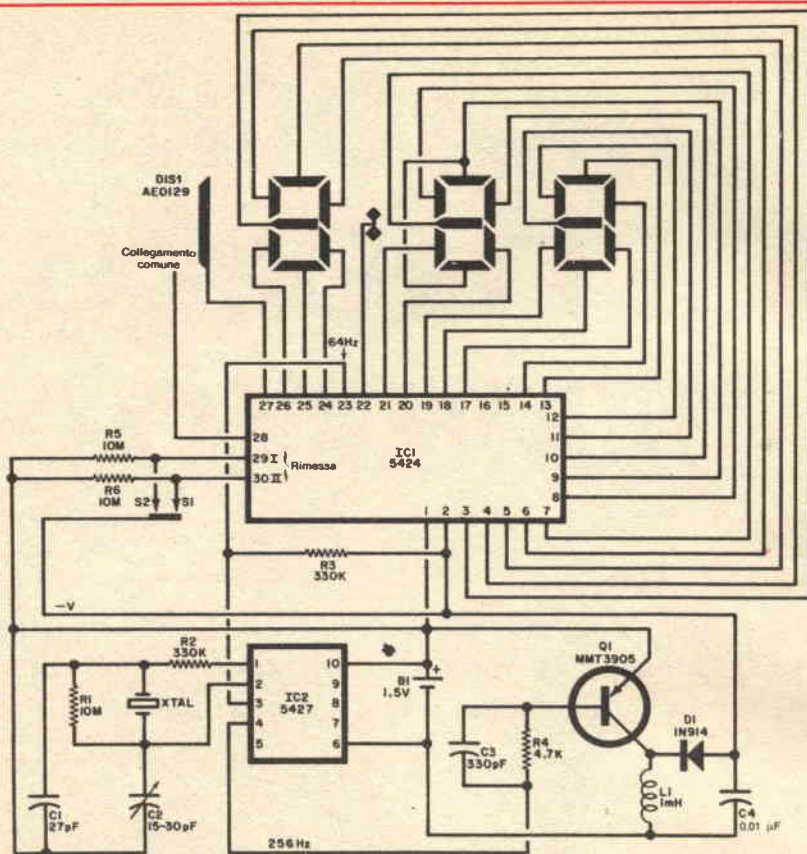 DIS1
AEO129
Collegamento
comune
64Hz
27 26 25 24 23 22 21 20 19 18 17 16 15 14 13
12
11
10
9
8
28
29 I
30 II
Rimessa
IC1
5424
1 2 3 4 5 6 7
R5
10M
R6
10M
S2
S1
R3
330K
-V
R2
330K
R1
10M
XTAL
C1
27pF
C2
15-30pF
1
2
3
4
5
IC2
5427
10
9
8
7
6
+
B1
1.5V
256Hz
C3
330pF
R4
4.7K
Q1
MMT3905
D1
1N914
L1
1mH
C4
0.01 µF